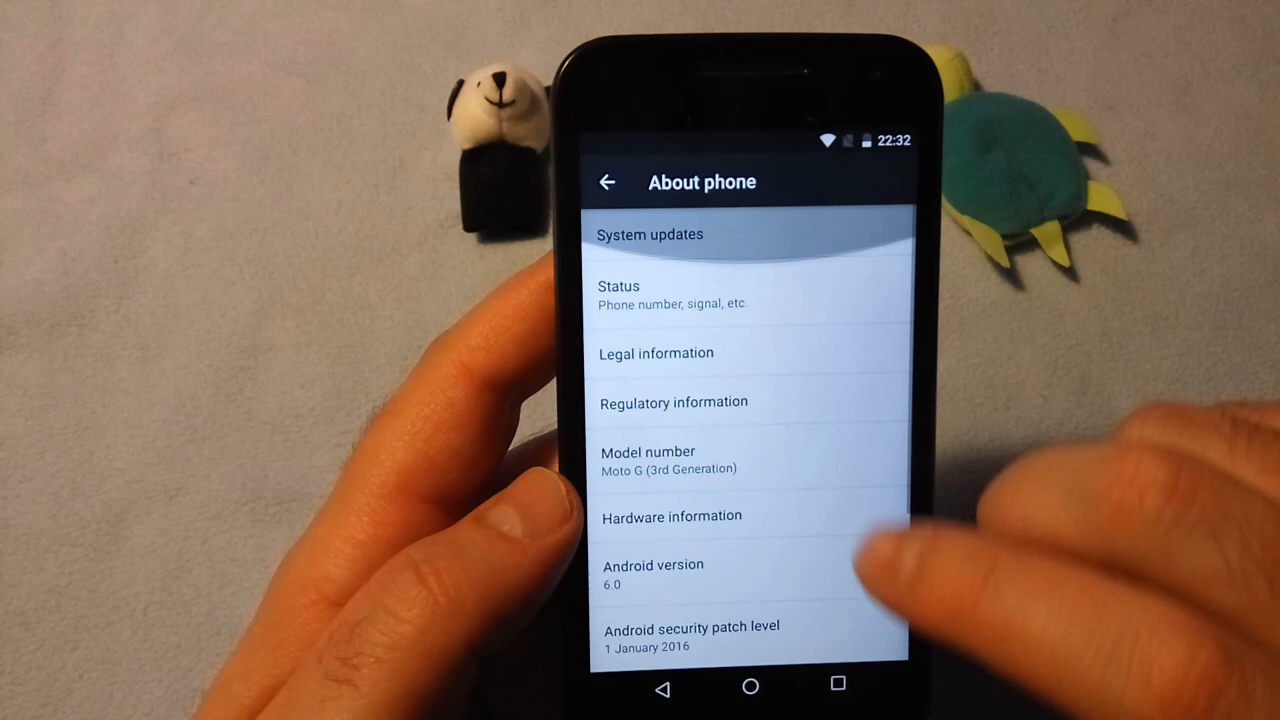 22:32
About phone
System updates
Status
Phone number, signal, etc.
Legal information
Regulatory information
Model number
Moto G (3rd Generation)
Hardware information
Android version
6.0
Android security patch level
1 January 2016